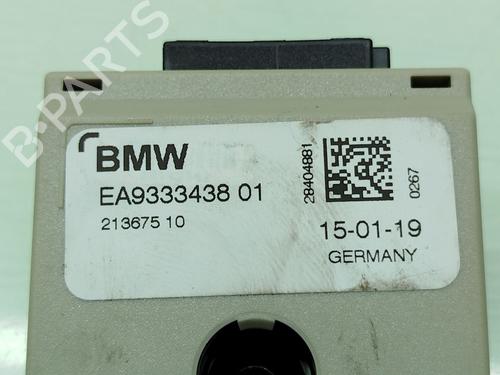 B-PARTS
BMW
EA9333438 01
213675 10
28404881
0267
15-01-19
GERMANY